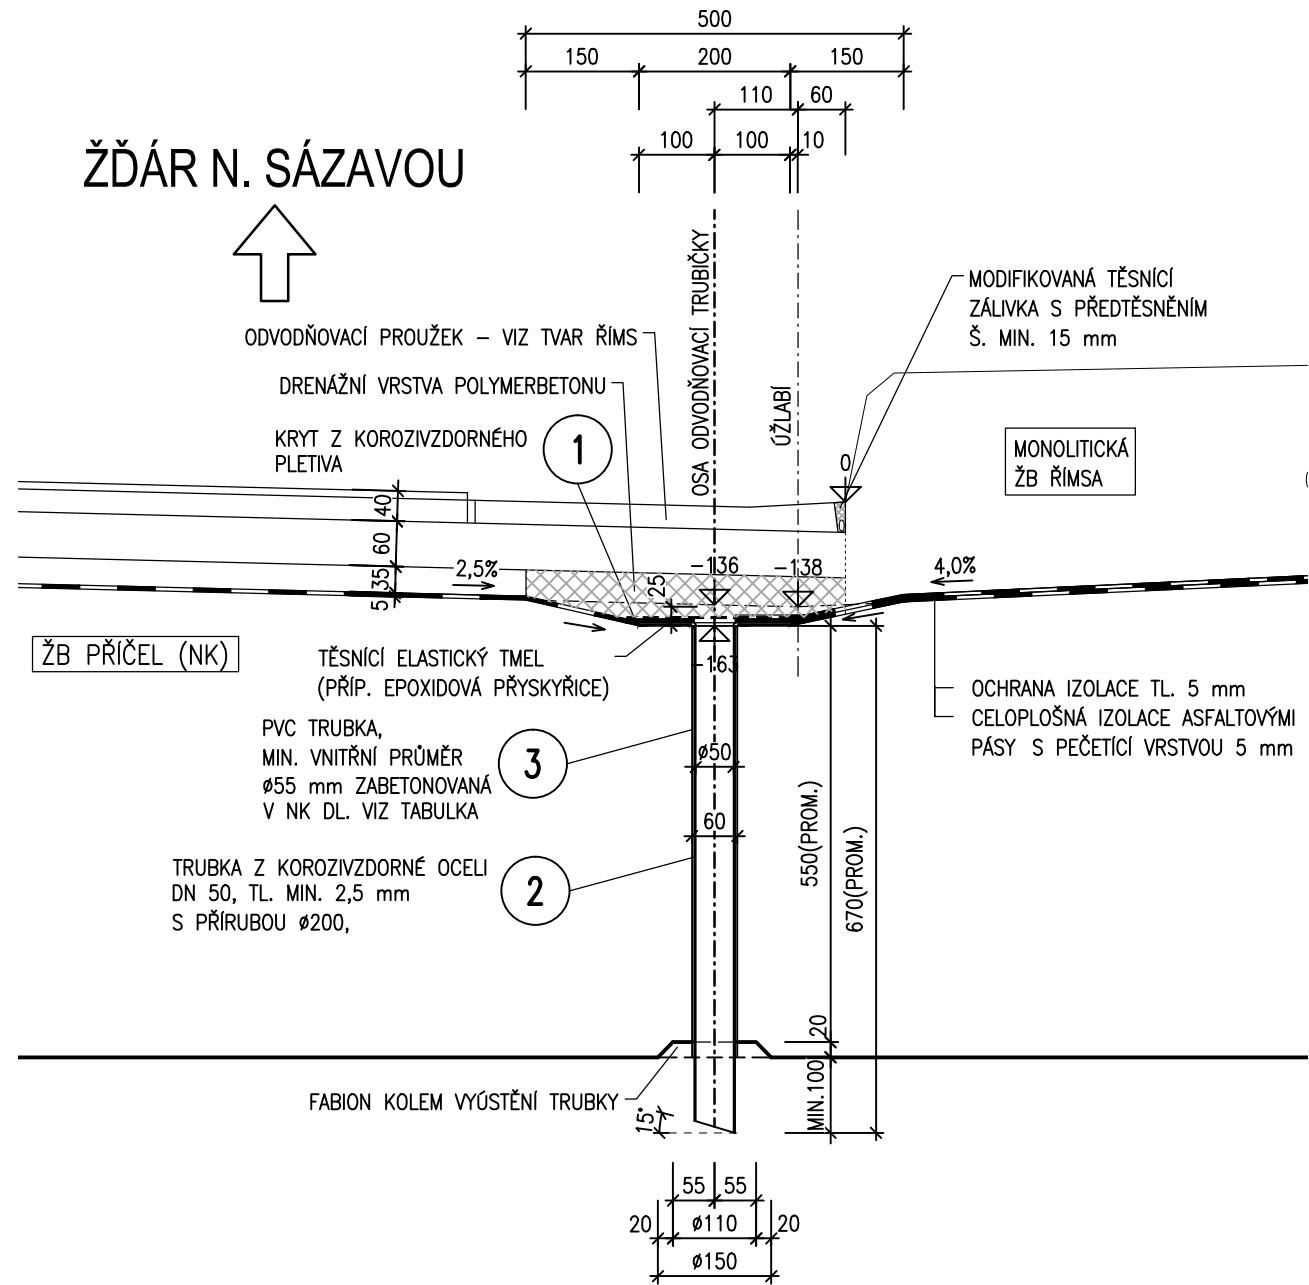 500
150 200 150
110 60
100 100 10
ŽĎÁR N. SÁZAVOU
OSA ODVODŇOVACÍ TRUBIČKY
ÚŽLABÍ
MODIFIKOVANÁ TĚSNÍCÍ
ZÁLIVKA S PŘEDTĚSNĚNÍM
Š. MIN. 15 mm
ODVODŇOVACÍ PROUŽEK – VIZ TVAR ŘÍMS
DRENÁŽNÍ VRSTVA POLYMERBETONU
KRYT Z KOROZIVZDORNÉHO
PLETIVA
1
MONOLITICKÁ
ŽB ŘÍMSA
0
40
60
35
5
2,5%
25
-136
-138
4,0%
-163
ŽB PŘÍČEL (NK)
TĚSNÍCÍ ELASTICKÝ TMEL
(PŘÍP. EPOXIDOVÁ PŘYSKYŘICE)
OCHRANA IZOLACE TL. 5 mm
CELOPLOŠNÁ IZOLACE ASFALTOVÝMI
PÁSY S PEČETÍCÍ VRSTVOU 5 mm
PVC TRUBKA,
MIN. VNITŘNÍ PRŮMĚR
ø55 mm ZABETONOVANÁ
V NK DL. VIZ TABULKA
3
ø50
60
550(PROM.)
670(PROM.)
TRUBKA Z KOROZIVZDORNÉ OCELI
DN 50, TL. MIN. 2,5 mm
S PŘÍRUBOU ø200,
2
20
MIN.100
FABION KOLEM VYÚSTĚNÍ TRUBKY
15°
55 55
20 ø110 20
ø150